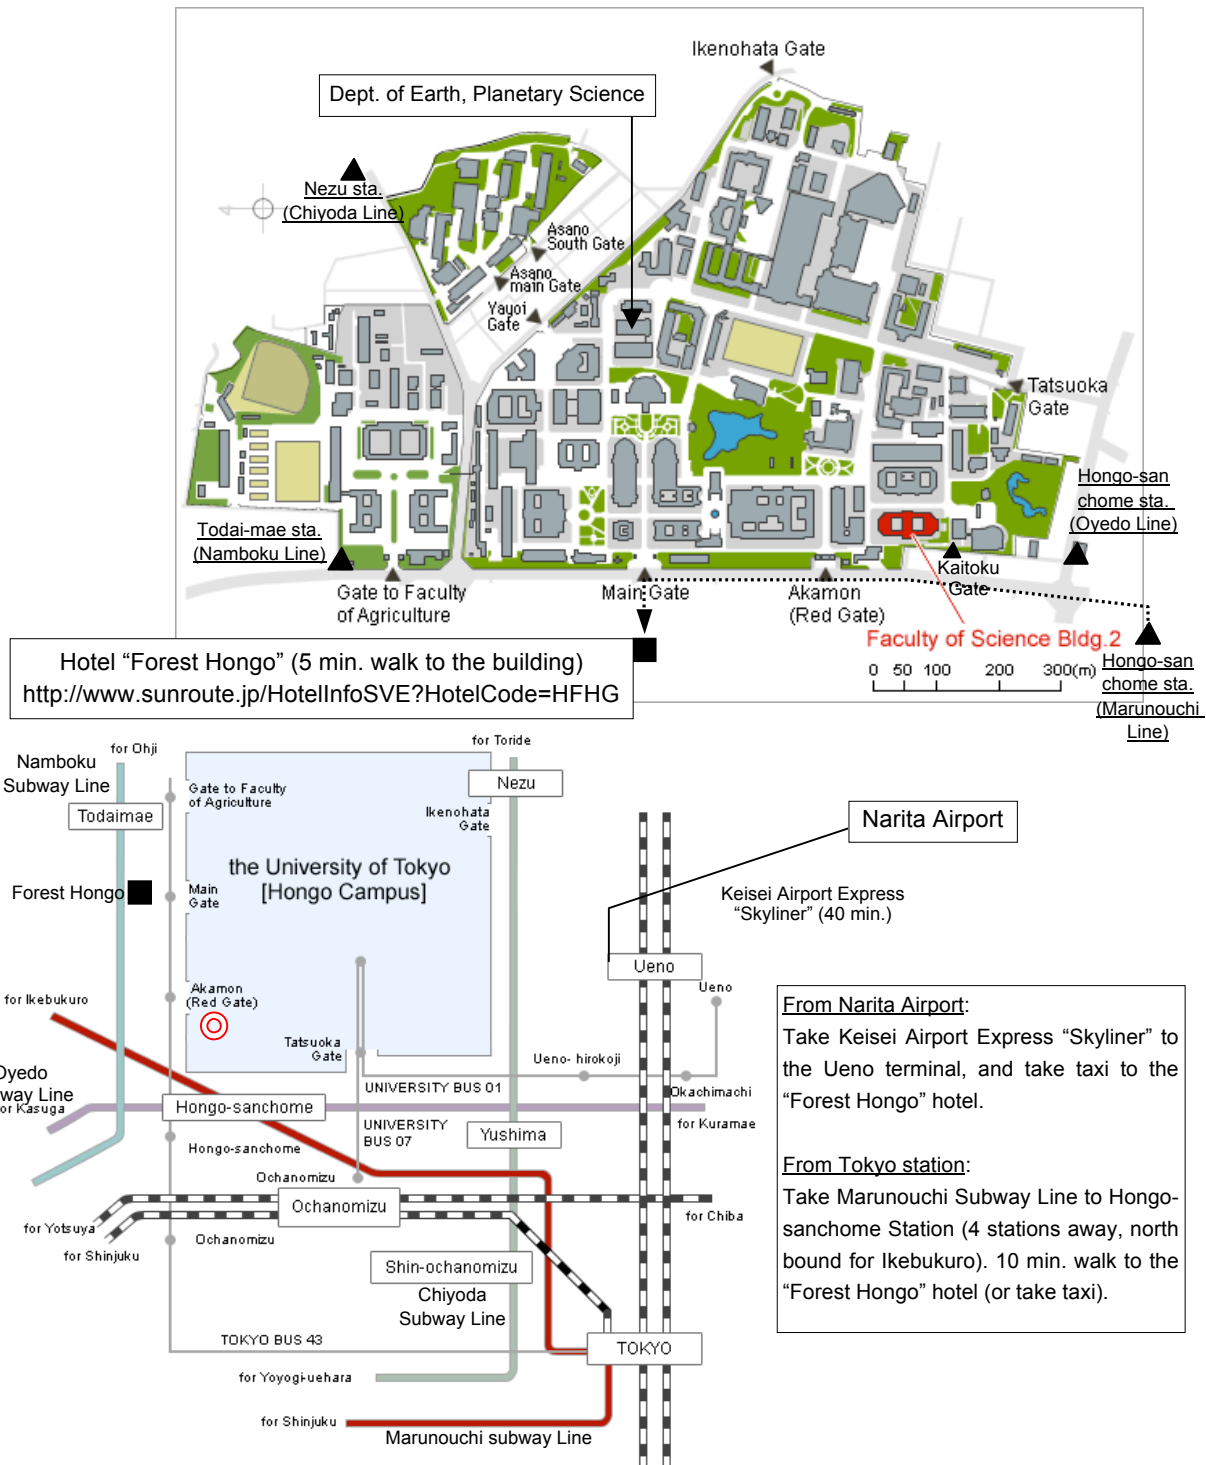 Ikenohata Gate
Dept. of Earth, Planetary Science
Nezu sta.
(Chiyoda Line)
Asano
South Gate
Asano
main Gate
Yayoi
Gate
Tatsuoka
Gate
Hongo-san
chome sta.
(Oyedo Line)
Todai-mae sta.
(Namboku Line)
Kaitoku
Gate
Gate to Faculty
of Agriculture
Main Gate
Akamon
(Red Gate)
Faculty of Science Bldg.2
0 50 100 200 300(m)
Hongo-san
chome sta.
(Marunouchi
Line)
Hotel “Forest Hongo” (5 min. walk to the building)
http://www.sunroute.jp/HotelInfoSVE?HotelCode=HFHG
for Ohji
for Toride
Namboku
Subway Line
Gate to Faculty
of Agriculture
Nezu
Todaimae
Ikenohata
Gate
Narita Airport
the University of Tokyo
[Hongo Campus]
Forest Hongo
Main
Gate
Keisei Airport Express
“Skyliner” (40 min.)
Ueno
Ueno
for Ikebukuro
Akamon
(Red Gate)
Tatsuoka
Gate
Ueno- hirokoji
Okachimachi
UNIVERSITY BUS 01
Oyedo
way Line
or Kasuga
Hongo-sanchome
for Kuramae
UNIVERSITY
BUS 07
Yushima
Hongo-sanchome
Ochanomizu
Ochanomizu
for Chiba
for Yotsuya
for Shinjuku
Ochanomizu
Shin-ochanomizu
Chiyoda
Subway Line
TOKYO BUS 43
TOKYO
for Yoyogi-uehara
for Shinjuku
Marunouchi subway Line
From Narita Airport:
Take Keisei Airport Express “Skyliner” to
the Ueno terminal, and take taxi to the
“Forest Hongo” hotel.
From Tokyo station:
Take Marunouchi Subway Line to Hongo-
sanchome Station (4 stations away, north
bound for Ikebukuro). 10 min. walk to the
“Forest Hongo” hotel (or take taxi).